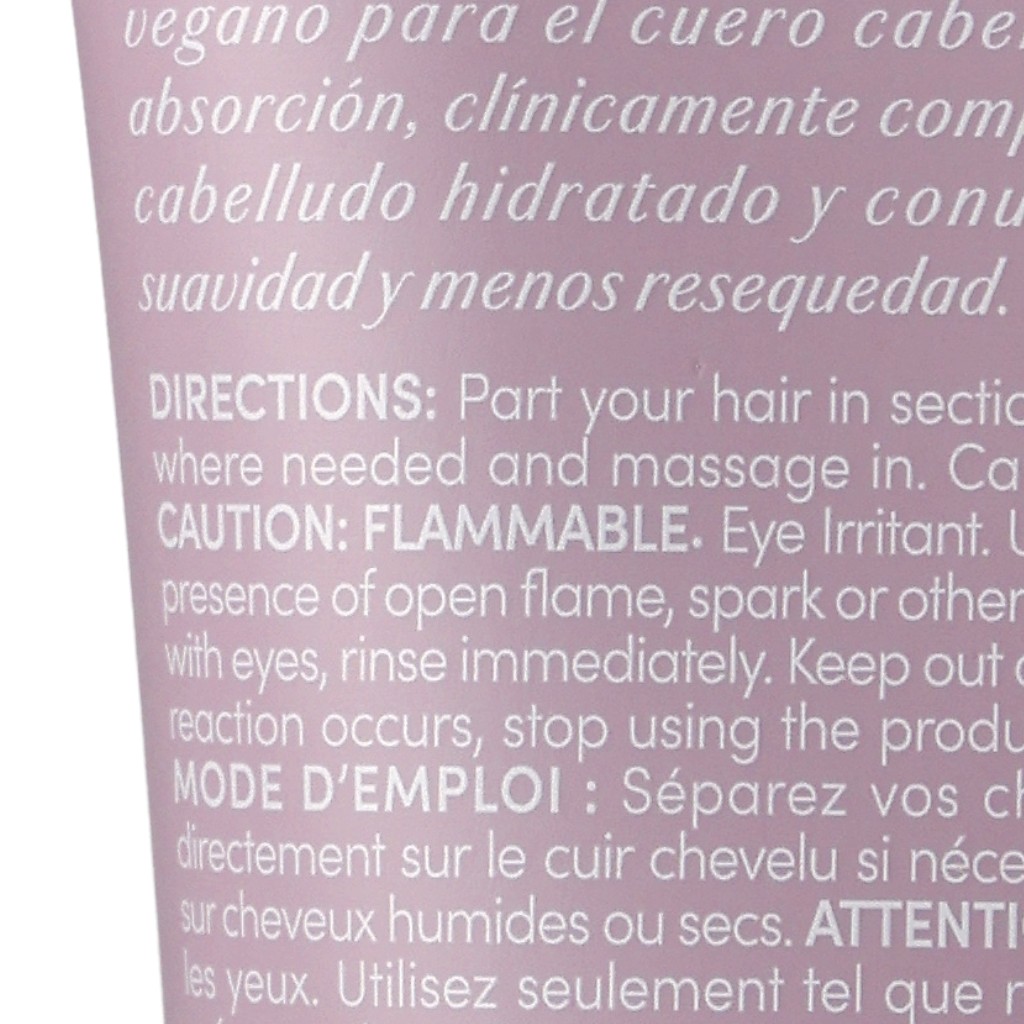 vegano para el cuero cabe
absorción, clínicamente com
cabelludo hidratado y con
suavidad y menos resequedad.
DIRECTIONS: Part your hair in sectio
where needed and massage in. Ca
CAUTION: FLAMMABLE. Eye Irritant. U
presence of open flame, spark or other
with eyes, rinse immediately. Keep out
reaction occurs, stop using the produ
MODE D'EMPLOI : Séparez vos ch
directement sur le cuir chevelu si néce
sur cheveux humides ou secs. ATTENTI
les yeux. Utilisez seulement tel que